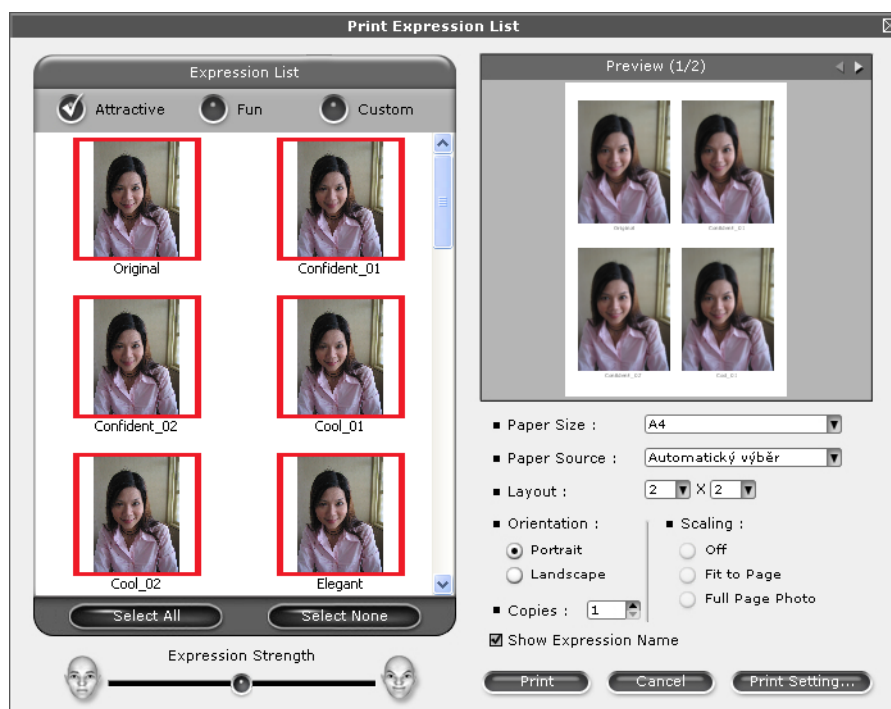 Print Expression List
Expression List
Attractive Fun Custom
Original Confident_01
Confident_02 Cool_01
Cool_02 Elegant
Select All Select None
Expression Strength
Preview (1/2)
Original Confident_01
Confident_02 Cool_01
Paper Size : A4
Paper Source : Automatický výběr
Layout : 2 X 2
Orientation : Scaling :
Portrait Off
Landscape Fit to Page
Full Page Photo
Copies : 1
Show Expression Name
Print Cancel Print Setting...